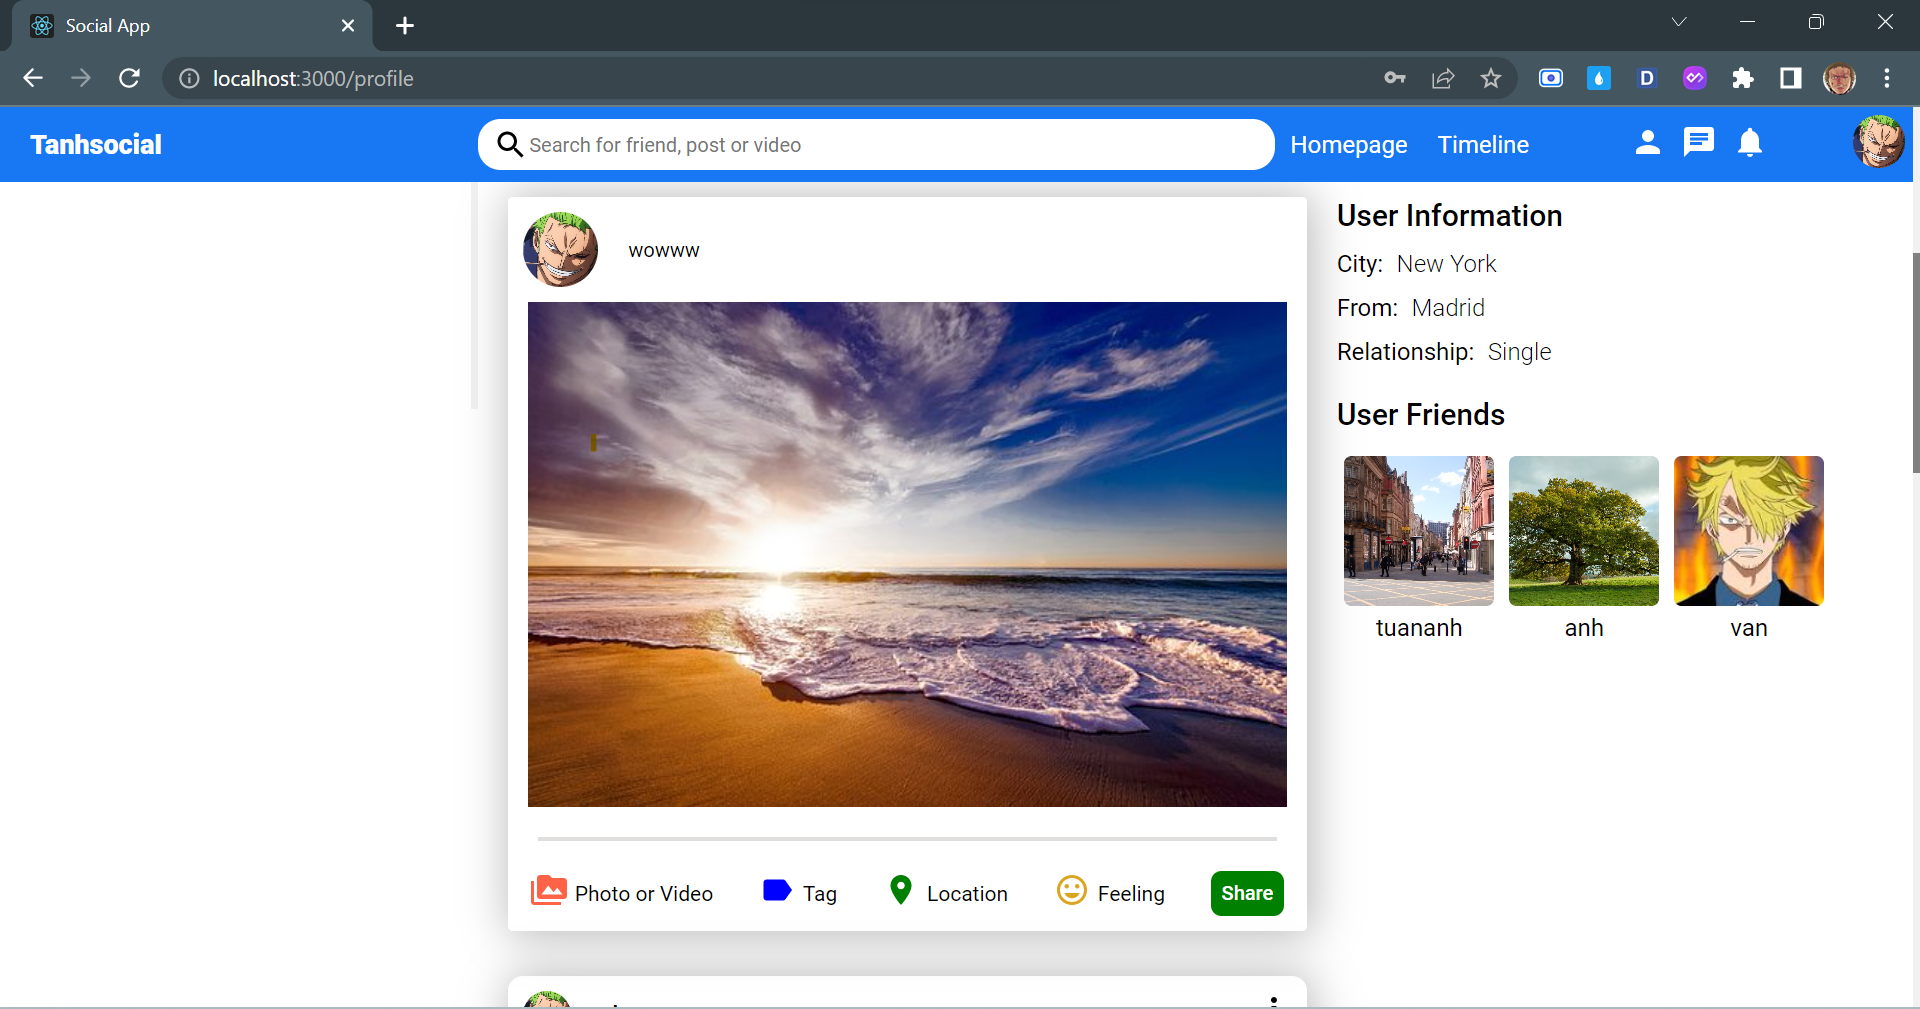 Social App
localhost:3000/profile
Tanhsocial
Search for friend, post or video
Homepage
Timeline
wowww
Photo or Video
Tag
Location
Feeling
Share
User Information
City: New York
From: Madrid
Relationship: Single
User Friends
tuananh
anh
van